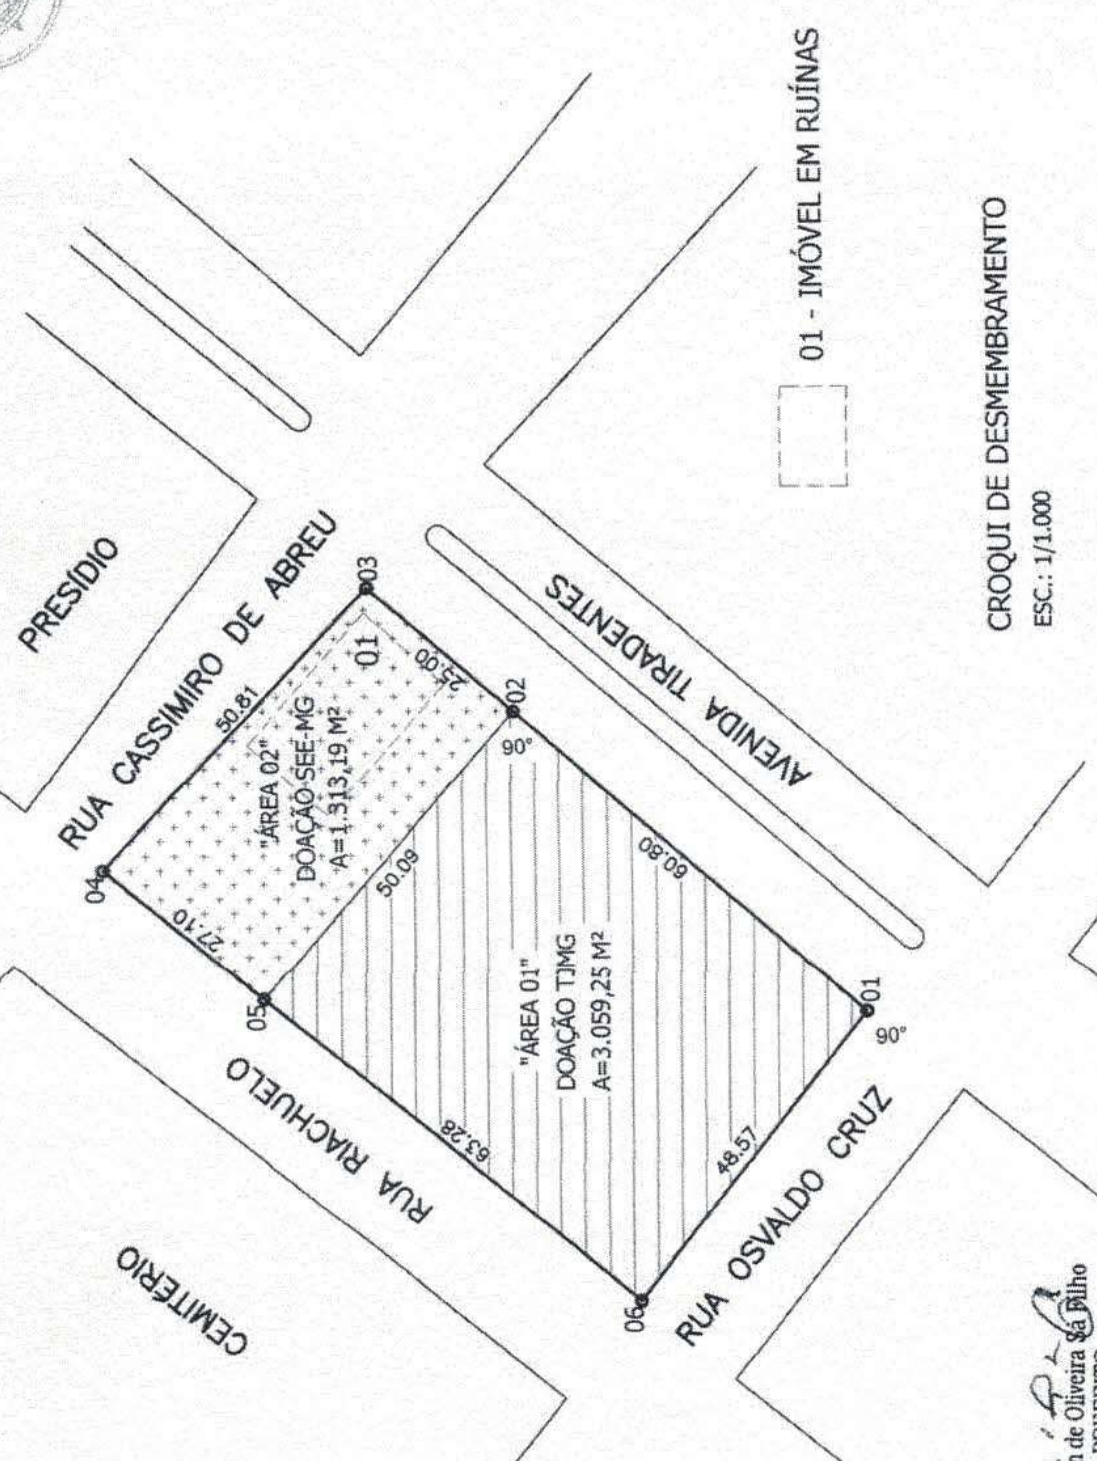 PRESÍDIO
RUA CASSIMIRO DE ABREU
04
50.81
03
27.10
"ÁREA 02"
DOAÇÃO SEE-MG
A=1.313,19 M²
01
25.00
05
50.09
02
90°
RUA RIACHUELO
63.28
"ÁREA 01"
DOAÇÃO TJMG
A=3.059,25 M²
60.80
AVENIDA TIRADENTES
CEMITÉRIO
06
48.57
01
90°
RUA OSVALDO CRUZ
01 - IMÓVEL EM RUÍNAS
CROQUI DE DESMEMBRAMENTO
ESC.: 1/1.000
de Oliveira Sá Filho